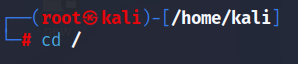 ┌──(root㉿kali)-[/home/kali]
└─# cd /